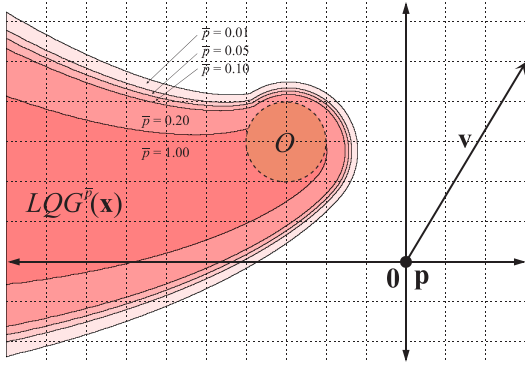 p̅ = 0.01
p̅ = 0.05
p̅ = 0.10
p̅ = 0.20
O
v
p̅ = 1.00
LQG^p̅(x)
0 p